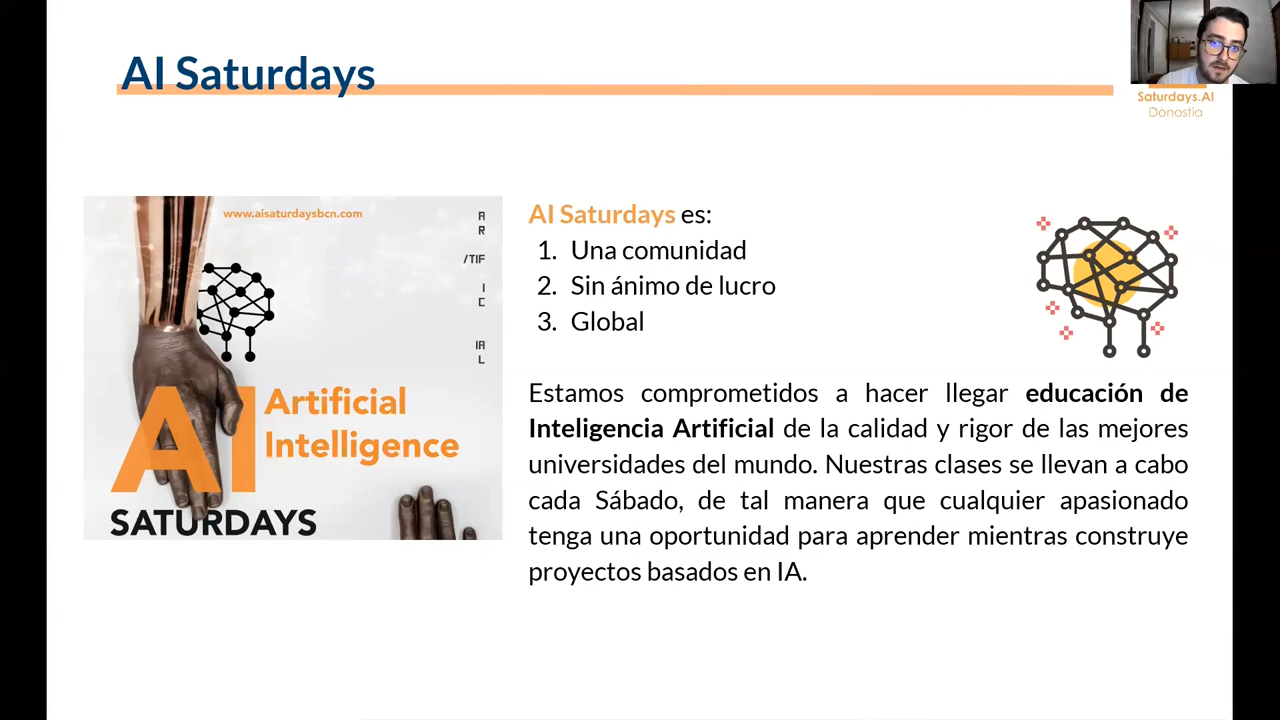 AI Saturdays
Saturdays.AI
Donostia
www.aisaturdaysbcn.com
A
R
/TIF
I
C
IA
L
AI
Artificial
Intelligence
SATURDAYS
AI Saturdays es:
1. Una comunidad
2. Sin ánimo de lucro
3. Global
Estamos comprometidos a hacer llegar educación de
Inteligencia Artificial de la calidad y rigor de las mejores
universidades del mundo. Nuestras clases se llevan a cabo
cada Sábado, de tal manera que cualquier apasionado
tenga una oportunidad para aprender mientras construye
proyectos basados en IA.